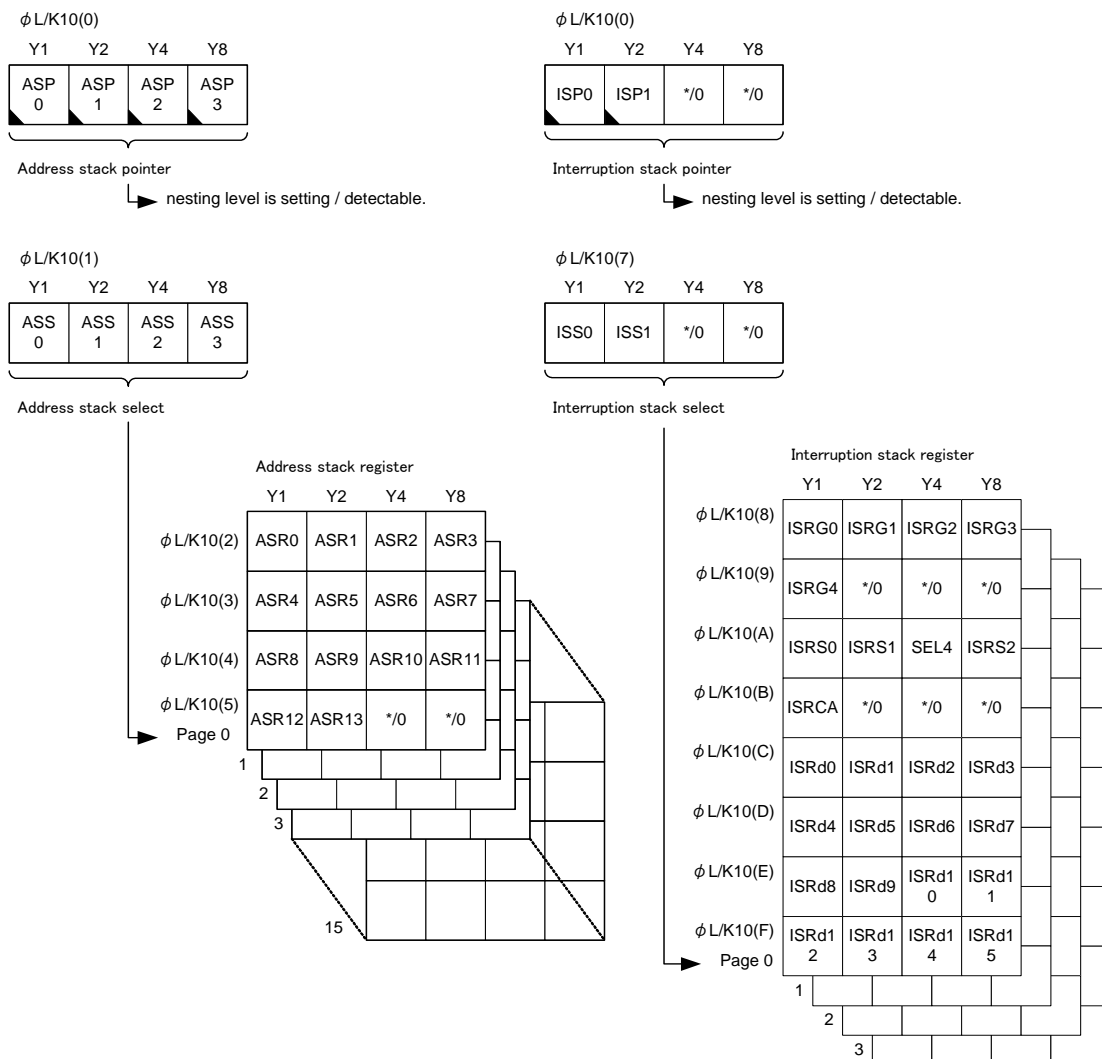 φL/K10(0)
Y1 Y2 Y4 Y8
ASP 0 ASP 1 ASP 2 ASP 3
Address stack pointer
nesting level is setting / detectable.
φL/K10(0)
Y1 Y2 Y4 Y8
ISP0 ISP1 */0 */0
Interruption stack pointer
nesting level is setting / detectable.
φL/K10(1)
Y1 Y2 Y4 Y8
ASS 0 ASS 1 ASS 2 ASS 3
Address stack select
φL/K10(7)
Y1 Y2 Y4 Y8
ISS0 ISS1 */0 */0
Interruption stack select
Address stack register
Y1 Y2 Y4 Y8
φL/K10(2) ASR0 ASR1 ASR2 ASR3
φL/K10(3) ASR4 ASR5 ASR6 ASR7
φL/K10(4) ASR8 ASR9 ASR10 ASR11
φL/K10(5) ASR12 ASR13 */0 */0
Page 0
1
2
3
15
Interruption stack register
Y1 Y2 Y4 Y8
φL/K10(8) ISRG0 ISRG1 ISRG2 ISRG3
φL/K10(9) ISRG4 */0 */0 */0
φL/K10(A) ISRS0 ISRS1 SEL4 ISRS2
φL/K10(B) ISRCA */0 */0 */0
φL/K10(C) ISRd0 ISRd1 ISRd2 ISRd3
φL/K10(D) ISRd4 ISRd5 ISRd6 ISRd7
φL/K10(E) ISRd8 ISRd9 ISRd1 0 ISRd1 1
φL/K10(F) ISRd1 2 ISRd1 3 ISRd1 4 ISRd1 5
Page 0
1
2
3